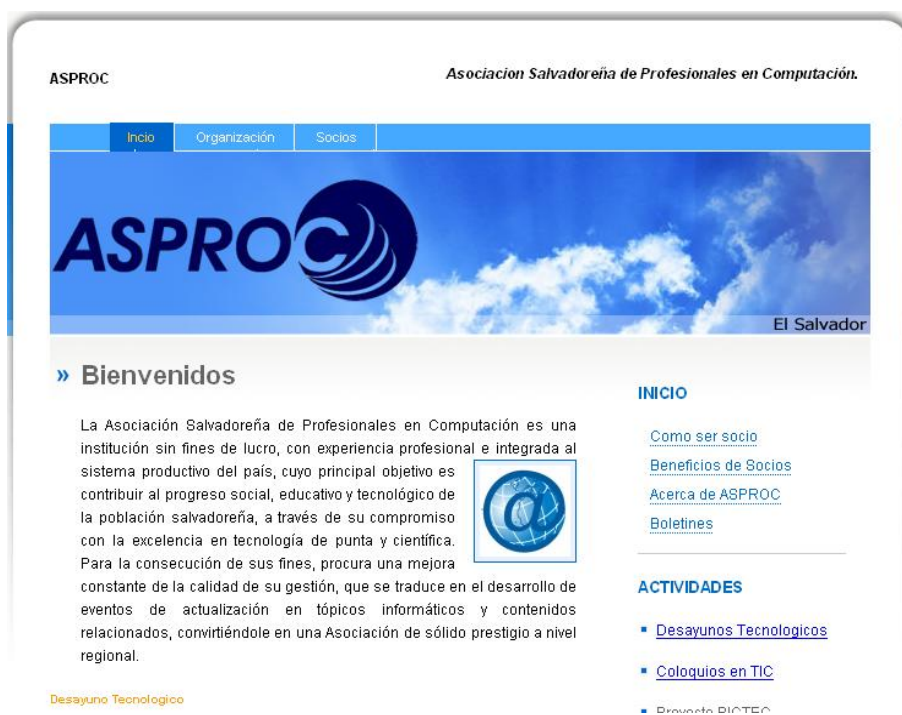 ASPROC
Asociacion Salvadoreña de Profesionales en Computación.
Incio
Organización
Socios
ASPROC
El Salvador
» Bienvenidos
La Asociación Salvadoreña de Profesionales en Computación es una
institución sin fines de lucro, con experiencia profesional e integrada al
sistema productivo del país, cuyo principal objetivo es
contribuir al progreso social, educativo y tecnológico de
la población salvadoreña, a través de su compromiso
con la excelencia en tecnología de punta y científica.
Para la consecución de sus fines, procura una mejora
constante de la calidad de su gestión, que se traduce en el desarrollo de
eventos de actualización en tópicos informáticos y contenidos
relacionados, convirtiéndole en una Asociación de sólido prestigio a nivel
regional.
Desayuno Tecnologico
INICIO
Como ser socio
Beneficios de Socios
Acerca de ASPROC
Boletines
ACTIVIDADES
Desayunos Tecnologicos
Coloquios en TIC
Proyecto PICTEC